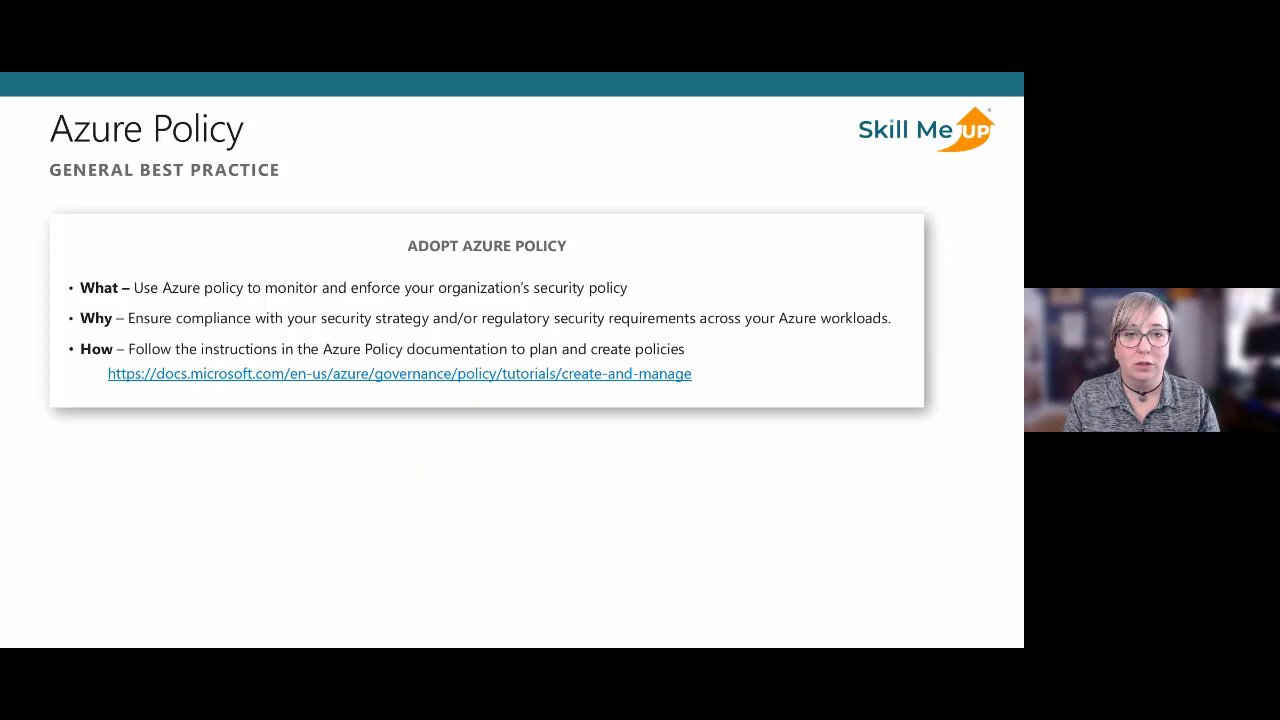 Azure Policy
Skill Me UP
GENERAL BEST PRACTICE
ADOPT AZURE POLICY
• What – Use Azure policy to monitor and enforce your organization’s security policy
• Why – Ensure compliance with your security strategy and/or regulatory security requirements across your Azure workloads.
• How – Follow the instructions in the Azure Policy documentation to plan and create policies
https://docs.microsoft.com/en-us/azure/governance/policy/tutorials/create-and-manage